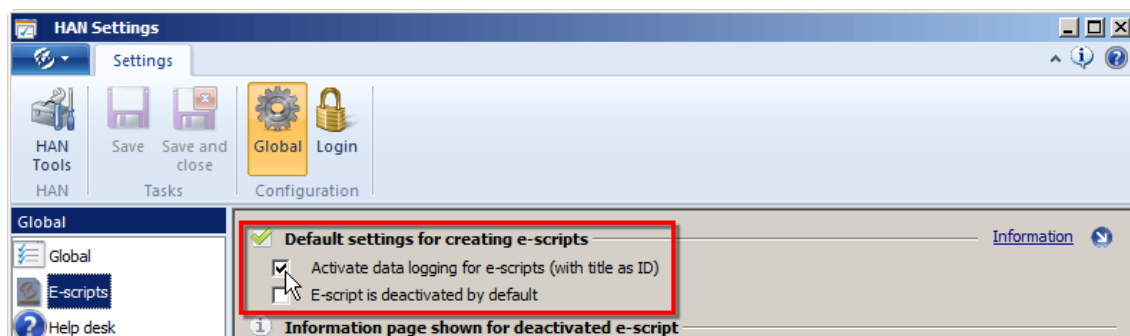 HAN Settings
Settings
HAN Tools
Save
Save and close
Global
Login
HAN
Tasks
Configuration
Global
Global
E-scripts
Help desk
Default settings for creating e-scripts
Information
Activate data logging for e-scripts (with title as ID)
E-script is deactivated by default
Information page shown for deactivated e-script